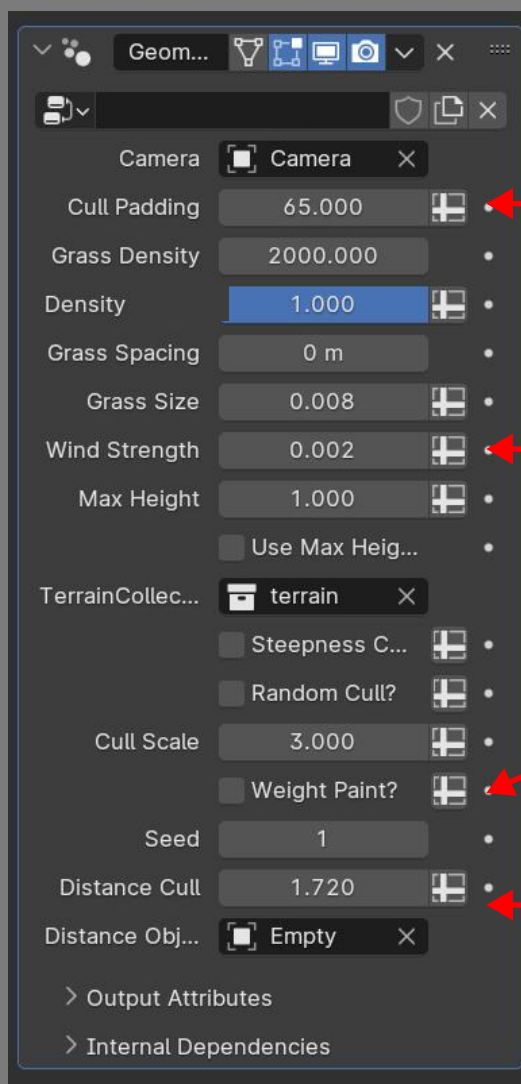 Geom...
Camera Camera
Cull Padding 65.000
Grass Density 2000.000
Density 1.000
Grass Spacing 0 m
Grass Size 0.008
Wind Strength 0.002
Max Height 1.000
Use Max Heig...
TerrainCollec... terrain
Steepness C...
Random Cull?
Cull Scale 3.000
Weight Paint?
Seed 1
Distance Cull 1.720
Distance Obj... Empty
Output Attributes
Internal Dependencies